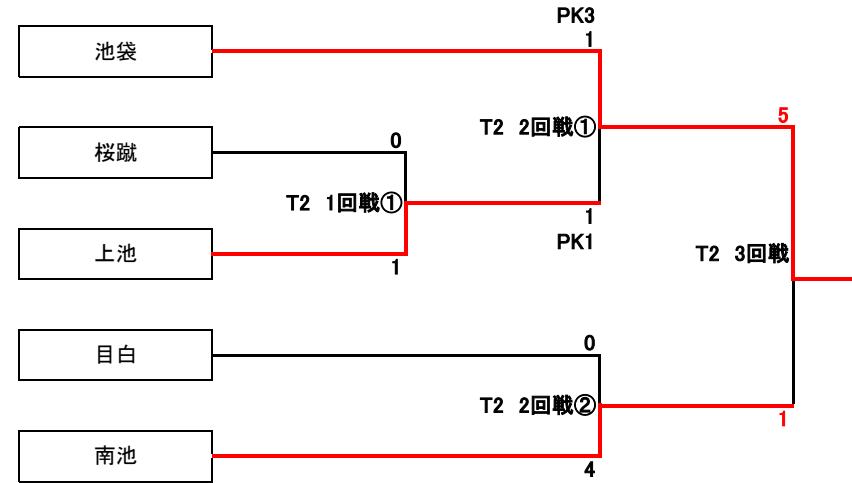 PK3
1
池袋
5
T2 2回戦①
0
桜蹴
T2 1回戦①
1
PK1
上池
1
T2 3回戦
0
目白
T2 2回戦②
1
南池
4